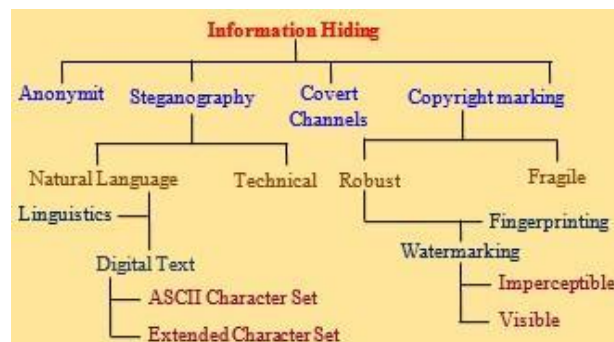 Information Hiding
Anonymit
Steganography
Covert
Channels
Copyright marking
Natural Language
Technical
Robust
Fragile
Linguistics
Fingerprinting
Digital Text
Watermarking
ASCII Character Set
Imperceptible
Extended Character Set
Visible